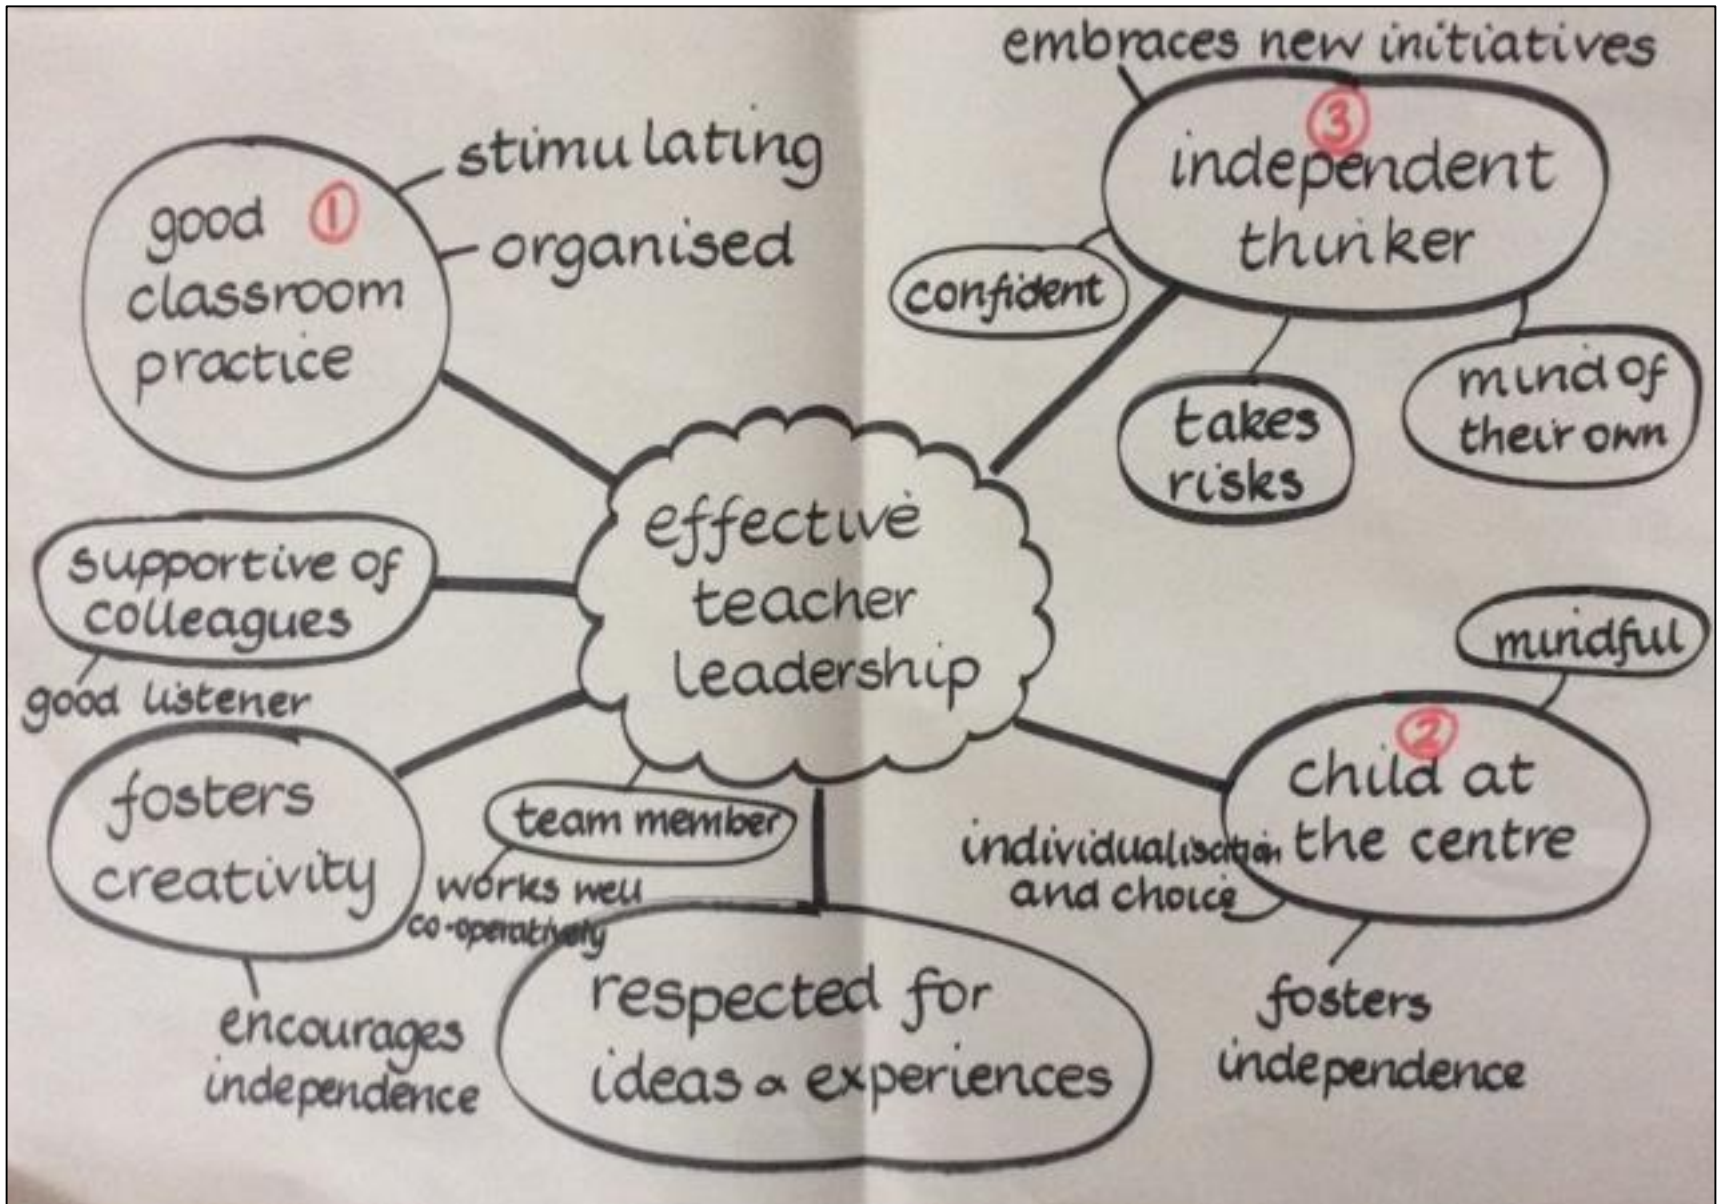 embraces new initiatives
③
independent
thinker
confident
takes
risks
mind of
their own
stimulating
organised
good ①
classroom
practice
effective
teacher
leadership
supportive of
colleagues
good listener
mindful
②
child at
the centre
individualisation
and choice
fosters
independence
fosters
creativity
encourages
independence
team member
works well
co-operatively
respected for
ideas & experiences